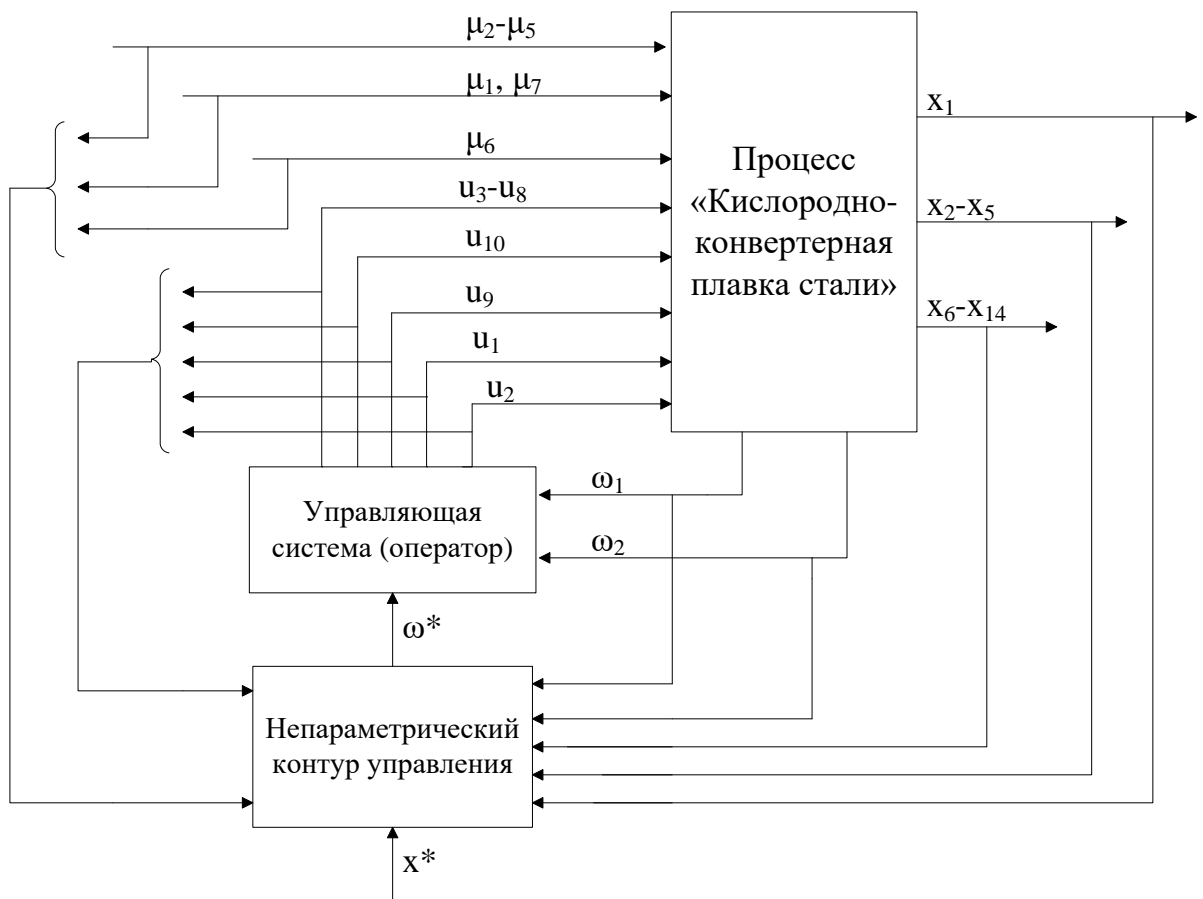 μ₂-μ₅
μ₁, μ₇
μ₆
u₃-u₈
u₁₀
u₉
u₁
u₂
Процесс
«Кислородно-
конвертерная
плавка стали»
x₁
x₂-x₅
x₆-x₁₄
ω₁
ω₂
Управляющая
система (оператор)
ω*
Непараметрический
контур управления
x*